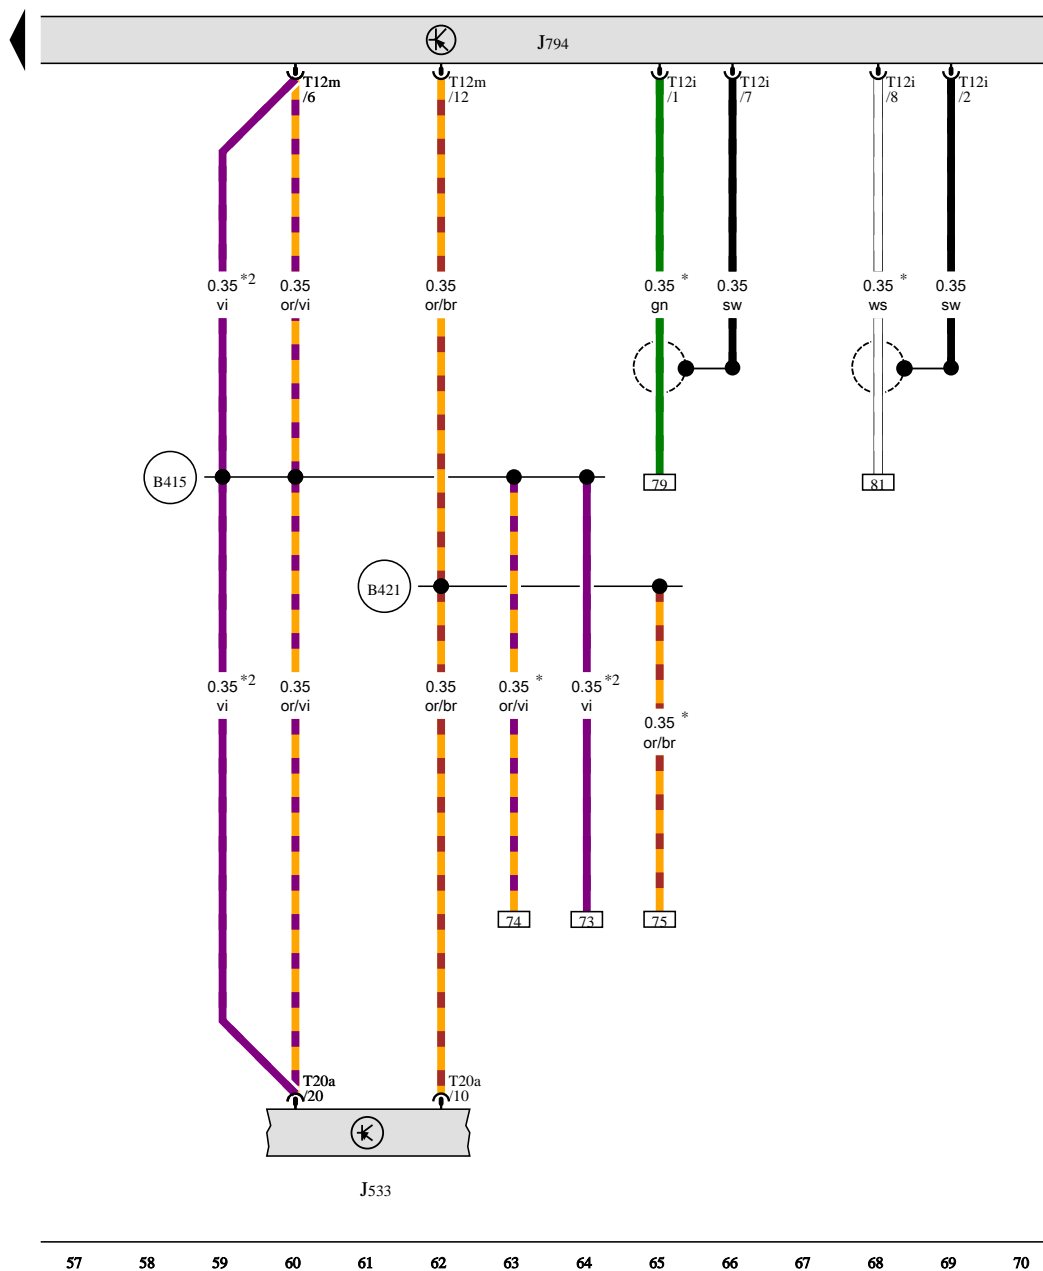 J794
T12m
/6
T12m
/12
T12i
/1
T12i
/7
T12i
/8
T12i
/2
0.35 *2
vi
0.35
or/vi
0.35
or/br
0.35 *
gn
0.35
sw
0.35 *
ws
0.35
sw
B415
79
81
B421
0.35 *2
vi
0.35
or/vi
0.35
or/br
0.35 *
or/vi
0.35 *2
vi
0.35 *
or/br
74
73
75
T20a
/20
T20a
/10
J533
57 58 59 60 61 62 63 64 65 66 67 68 69 70